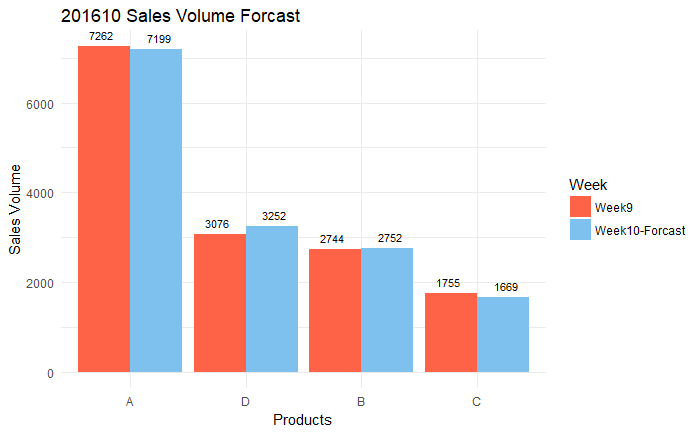 201610 Sales Volume Forcast
7262
7199
6000
Sales Volume
4000
3076
3252
2744
2752
2000
1755
1669
0
A
D
B
C
Products
Week
Week9
Week10-Forcast